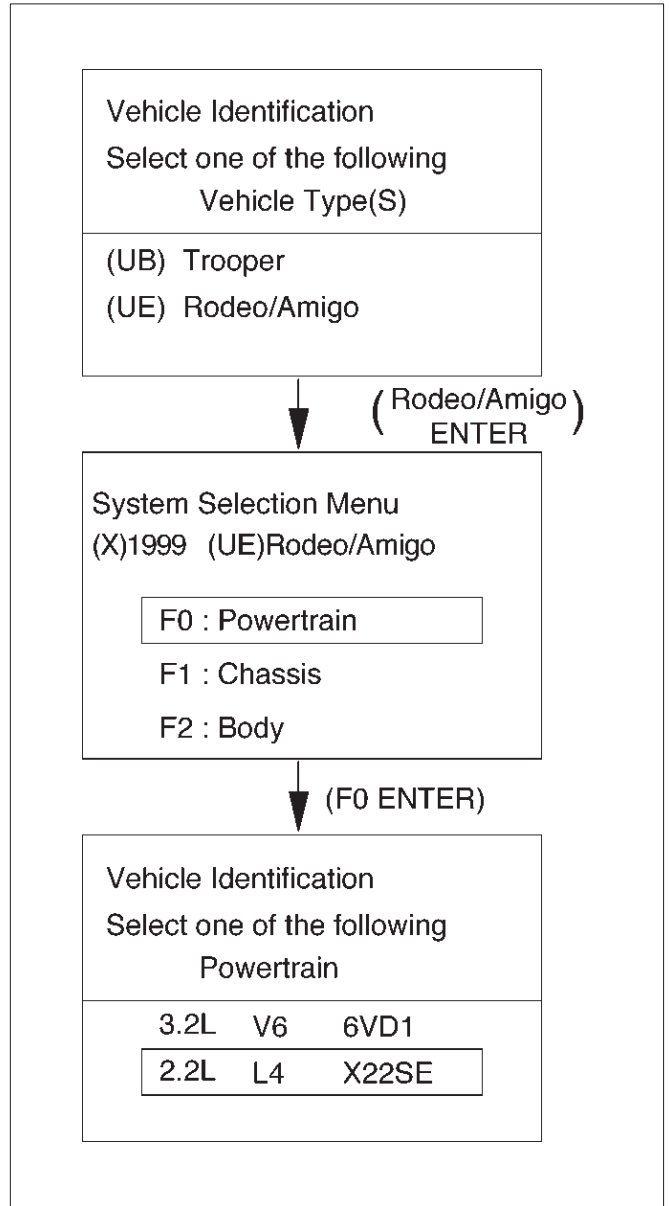 Vehicle Identification
Select one of the following
Vehicle Type(S)
(UB) Trooper
(UE) Rodeo/Amigo
(Rodeo/Amigo
ENTER)
System Selection Menu
(X)1999 (UE)Rodeo/Amigo
F0 : Powertrain
F1 : Chassis
F2 : Body
(F0 ENTER)
Vehicle Identification
Select one of the following
Powertrain
3.2L V6 6VD1
2.2L L4 X22SE